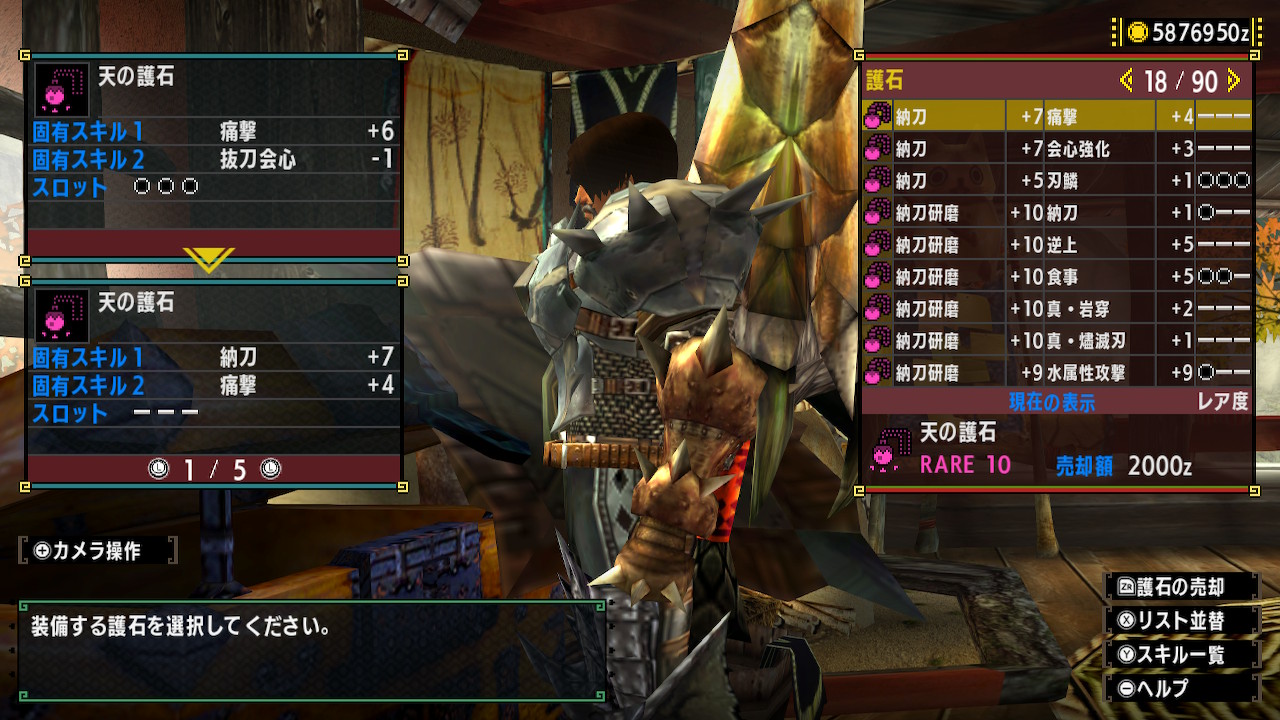 5876950z
天の護石
固有スキル1 痛撃 +6
固有スキル2 抜刀会心 -1
スロット ○○○
天の護石
固有スキル1 納刀 +7
固有スキル2 痛撃 +4
スロット ーーー
1 / 5
護石 18 / 90
納刀 +7 痛撃 +4 ーーー
納刀 +7 会心強化 +3 ーーー
納刀 +5 刃鱗 +1 ○○○
納刀研磨 +10 納刀 +1 ○ーー
納刀研磨 +10 逆上 +5 ーーー
納刀研磨 +10 食事 +5 ○○ー
納刀研磨 +10 真・岩穿 +2 ーーー
納刀研磨 +10 真・燼滅刃 +1 ーーー
納刀研磨 +9 水属性攻撃 +9 ○ーー
現在の表示 レア度
天の護石
RARE 10 売却額 2000z
カメラ操作
装備する護石を選択してください。
ZR護石の売却
Xリスト並替
Yスキル一覧
ヘルプ